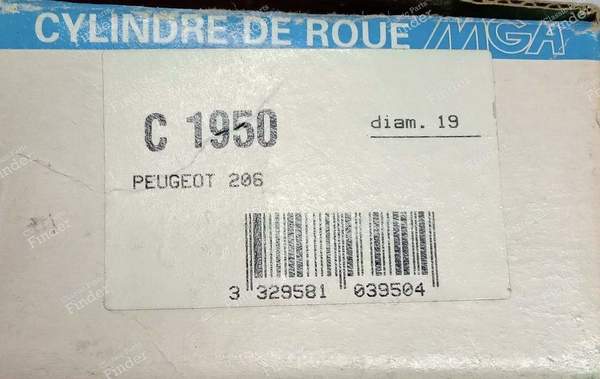 CYLINDRE DE ROUE MGA
C 1950
diam. 19
PEUGEOT 206
3 329581 039504